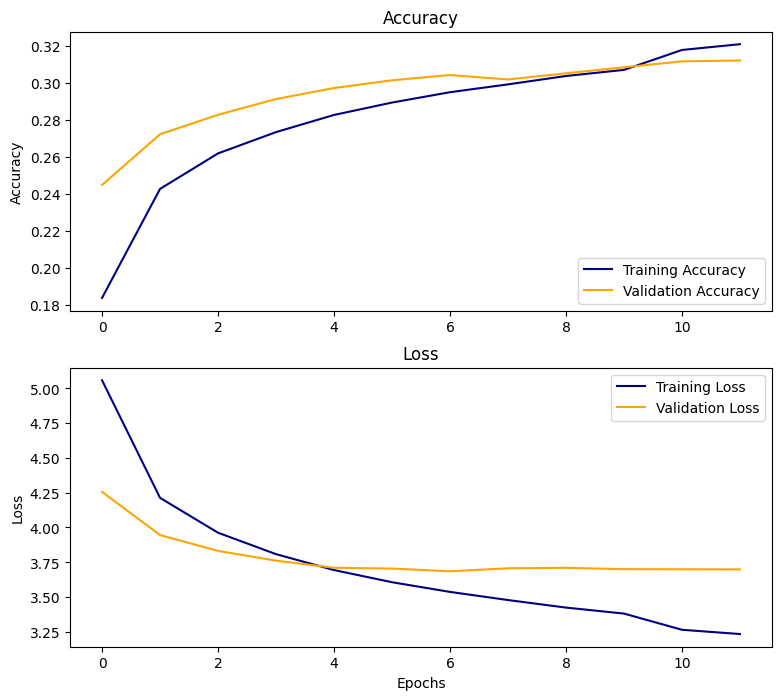 Accuracy
0.32
0.30
0.28
0.26
0.24
0.22
0.20
0.18
Accuracy
Training Accuracy
Validation Accuracy
0 2 4 6 8 10
Loss
5.00
4.75
4.50
4.25
4.00
3.75
3.50
3.25
Loss
Training Loss
Validation Loss
0 2 4 6 8 10
Epochs